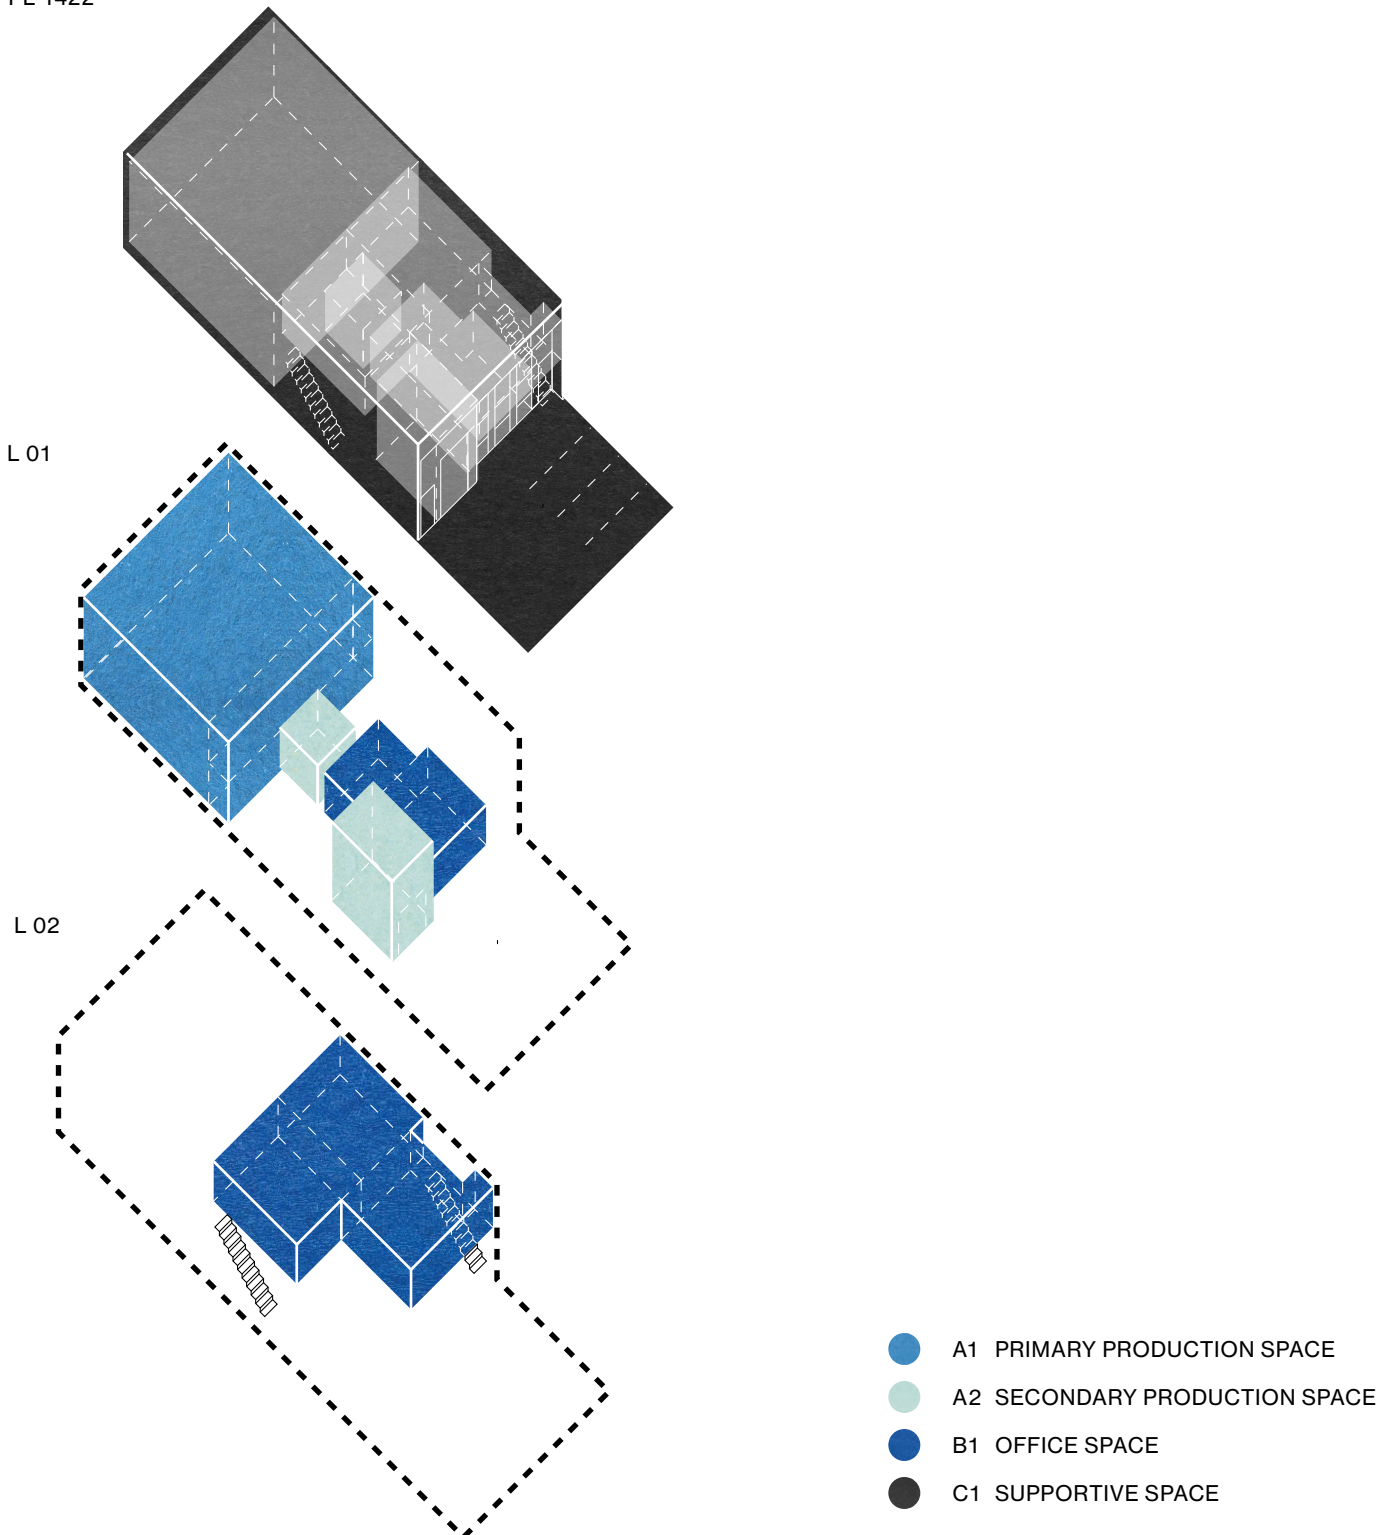 L 01
L 02
A1 PRIMARY PRODUCTION SPACE
A2 SECONDARY PRODUCTION SPACE
B1 OFFICE SPACE
C1 SUPPORTIVE SPACE